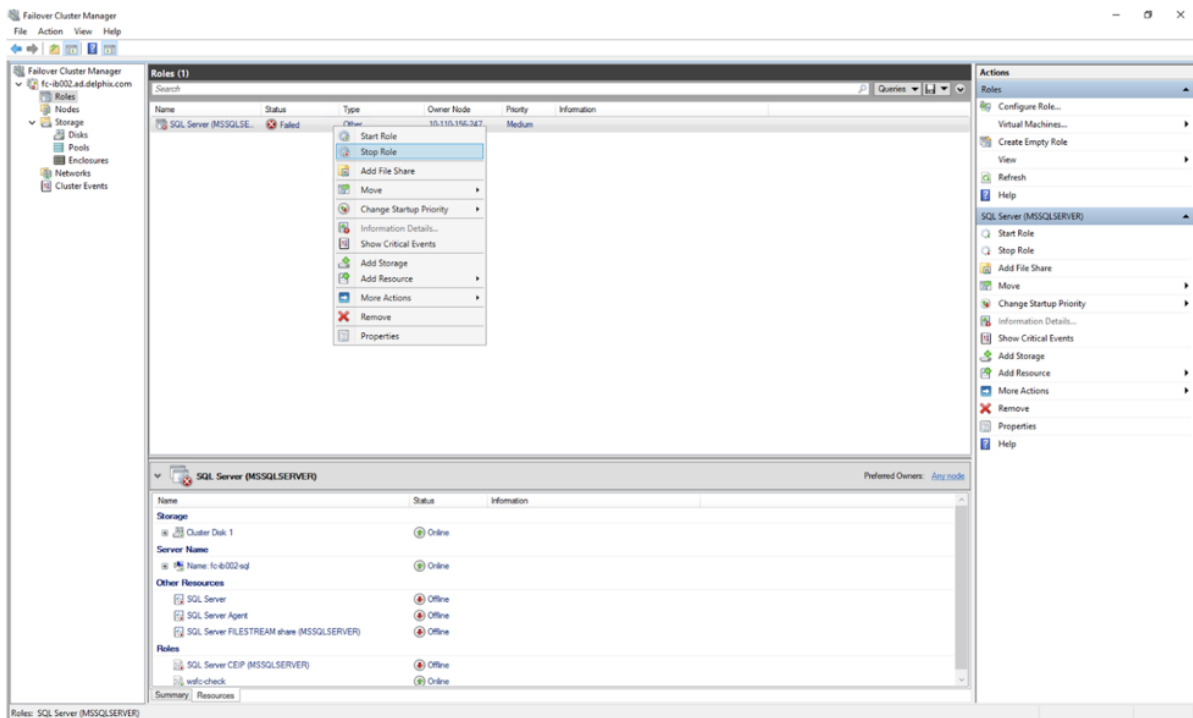 Failover Cluster Manager
File Action View Help
Failover Cluster Manager
fc-ib002.ad.delphix.com
Roles
Nodes
Storage
Disks
Pools
Enclosures
Networks
Cluster Events
Roles (1)
Search
Queries
Name Status Type Owner Node Priority Information
SQL Server (MSSQLSE... Failed Other 10-110-156-247 Medium
Start Role
Stop Role
Add File Share
Move
Change Startup Priority
Information Details...
Show Critical Events
Add Storage
Add Resource
More Actions
Remove
Properties
SQL Server (MSSQLSERVER) Preferred Owners: Any node
Name Status Information
Storage
Cluster Disk 1 Online
Server Name
Name: fc-ib002-sql Online
Other Resources
SQL Server Offline
SQL Server Agent Offline
SQL Server FILESTREAM share (MSSQLSERVER) Offline
Roles
SQL Server CEIP (MSSQLSERVER) Offline
wsfc-check Online
Summary Resources
Actions
Roles
Configure Role...
Virtual Machines...
Create Empty Role
View
Refresh
Help
SQL Server (MSSQLSERVER)
Start Role
Stop Role
Add File Share
Move
Change Startup Priority
Information Details...
Show Critical Events
Add Storage
Add Resource
More Actions
Remove
Properties
Help
Roles: SQL Server (MSSQLSERVER)